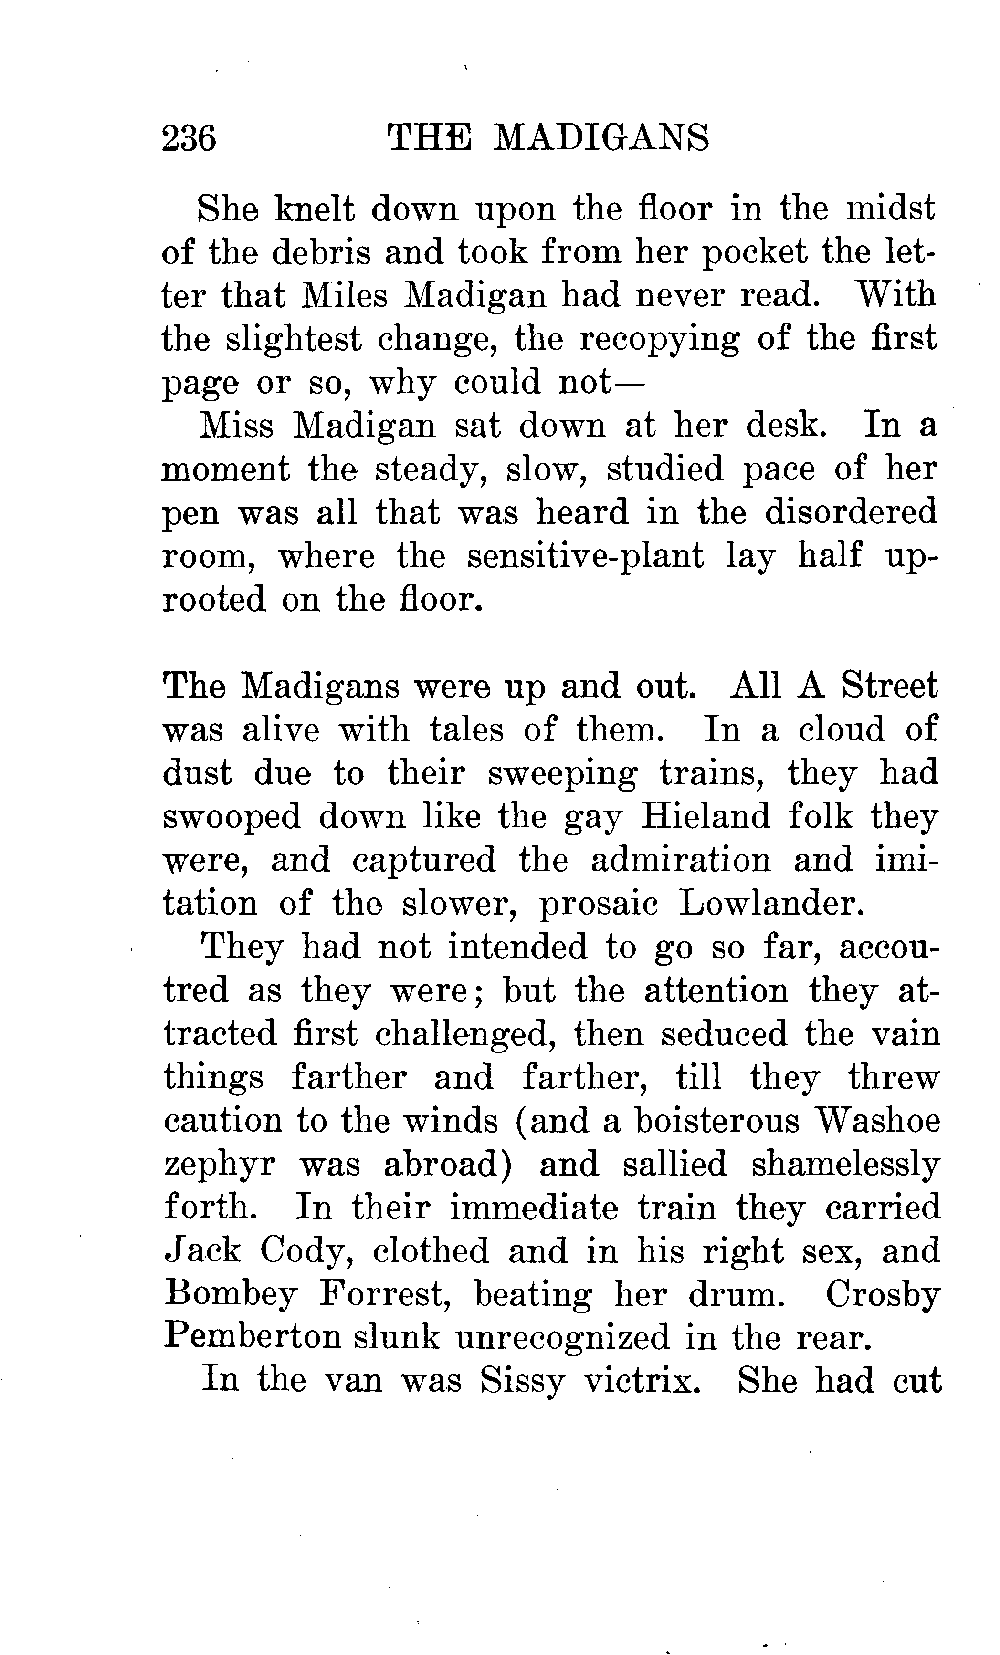 236 THE MADIGANS
She knelt down upon the floor in the midst
of the debris and took from her pocket the let-
ter that Miles Madigan had never read. With
the slightest change, the recopying of the first
page or so, why could not—
Miss Madigan sat down at her desk. In a
moment the steady, slow, studied pace of her
pen was all that was heard in the disordered
room, where the sensitive-plant lay half up-
rooted on the floor.
The Madigans were up and out. All A Street
was alive with tales of them. In a cloud of
dust due to their sweeping trains, they had
swooped down like the gay Hieland folk they
were, and captured the admiration and imi-
tation of the slower, prosaic Lowlander.
They had not intended to go so far, accou-
tred as they were; but the attention they at-
tracted first challenged, then seduced the vain
things farther and farther, till they threw
caution to the winds (and a boisterous Washoe
zephyr was abroad) and sallied shamelessly
forth. In their immediate train they carried
Jack Cody, clothed and in his right sex, and
Bombey Forrest, beating her drum. Crosby
Pemberton slunk unrecognized in the rear.
In the van was Sissy victrix. She had cut